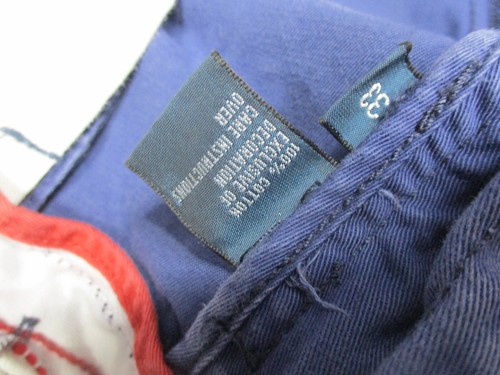 33
100% COTTON
EXCLUSIVE OF
DECORATION
CARE INSTRUCTIONS
OVER